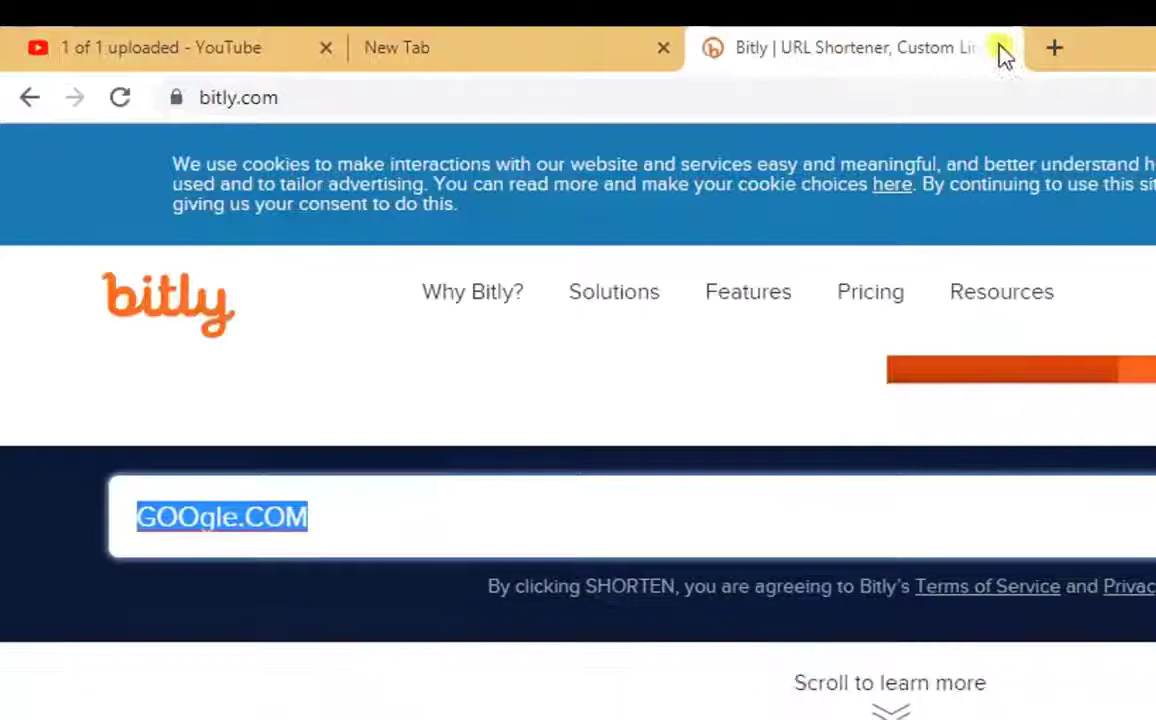 1 of 1 uploaded - YouTube
New Tab
Bitly | URL Shortener, Custom
bitly.com
We use cookies to make interactions with our website and services easy and meaningful, and better understand
used and to tailor advertising. You can read more and make your cookie choices here. By continuing to use this
giving us your consent to do this.
bitly
Why Bitly?
Solutions
Features
Pricing
Resources
GOOgle.COM
By clicking SHORTEN, you are agreeing to Bitly's Terms of Service and
Scroll to learn more